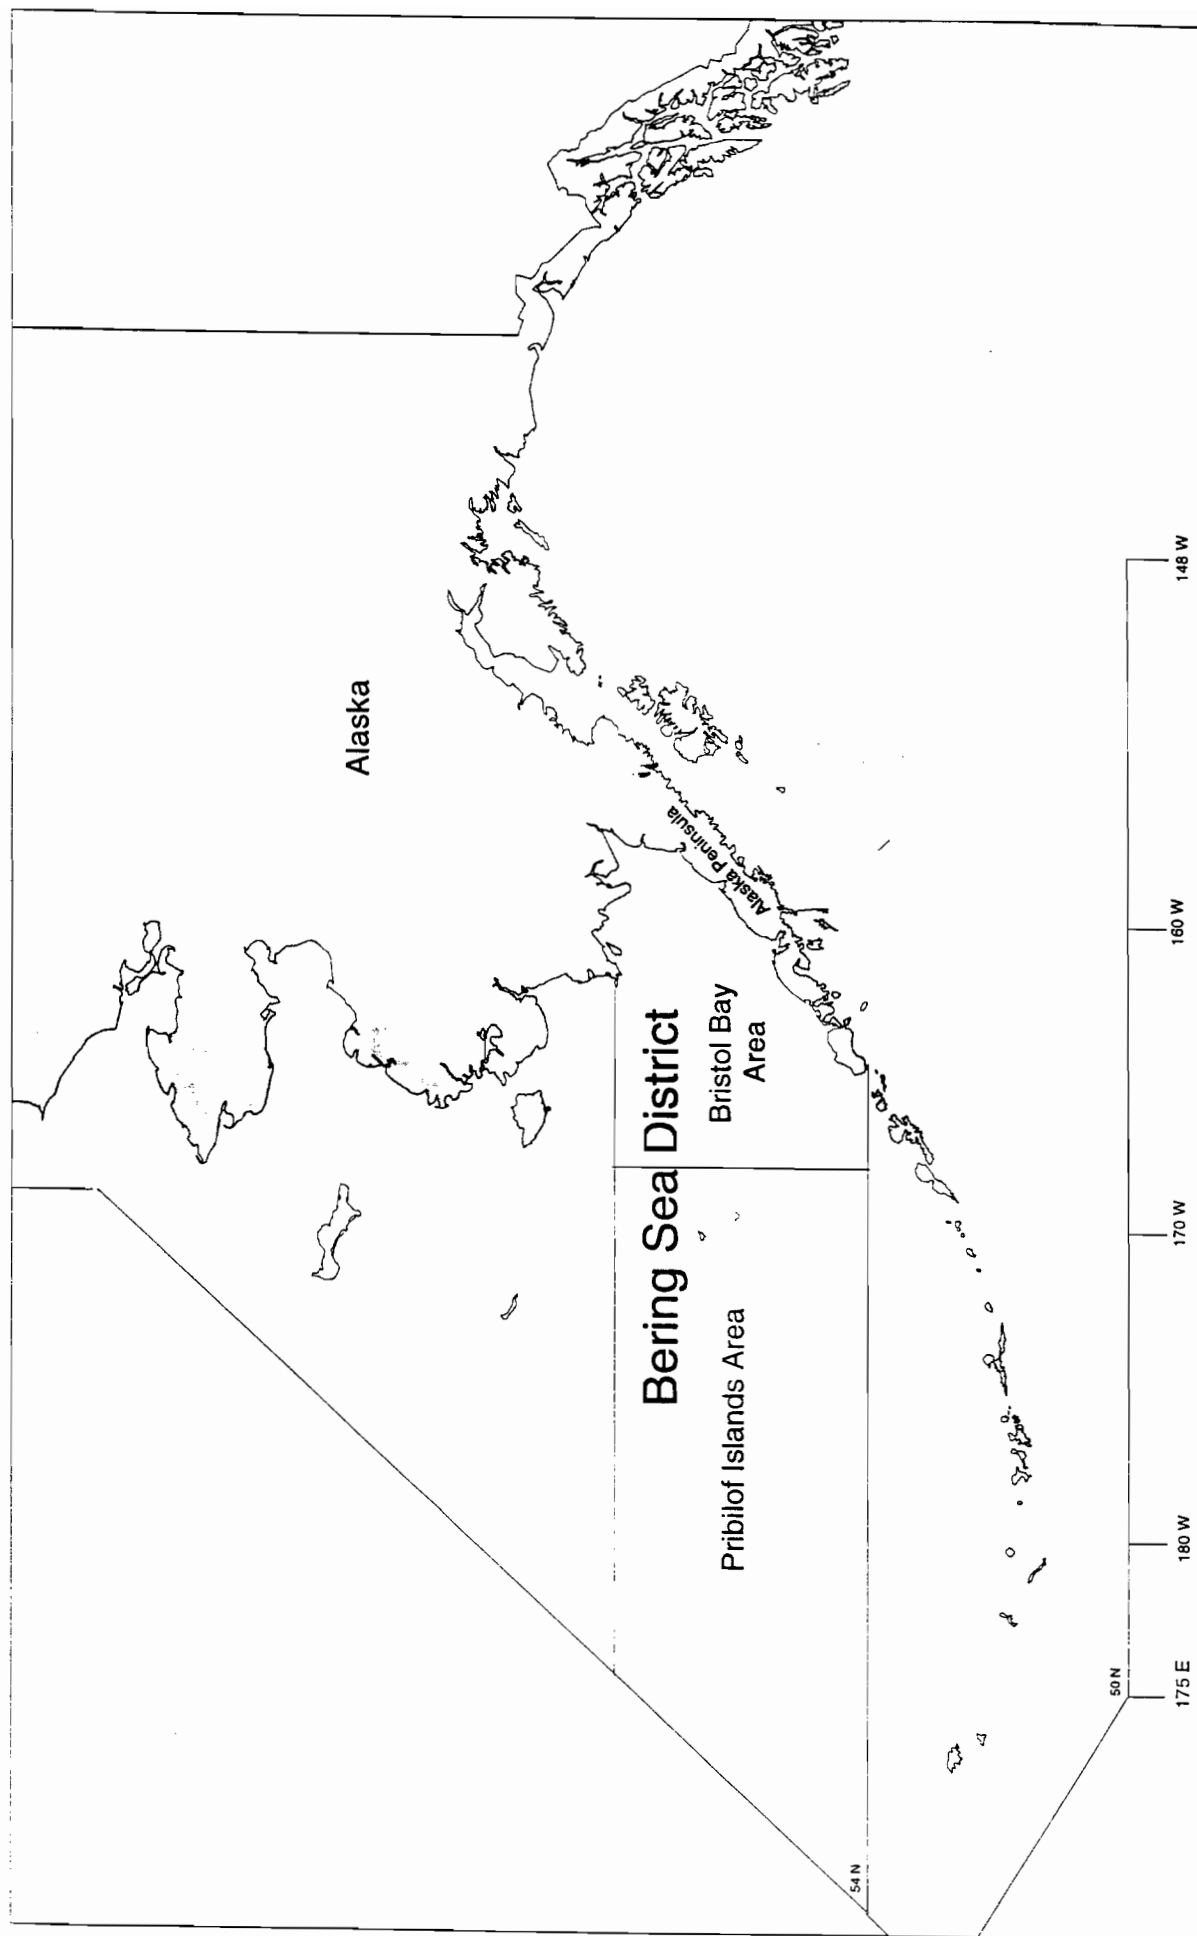 Alaska
Alaska Peninsula
Bering Sea District
Bristol Bay
Area
Pribilof Islands Area
54 N
50 N
175 E
180 W
170 W
160 W
148 W